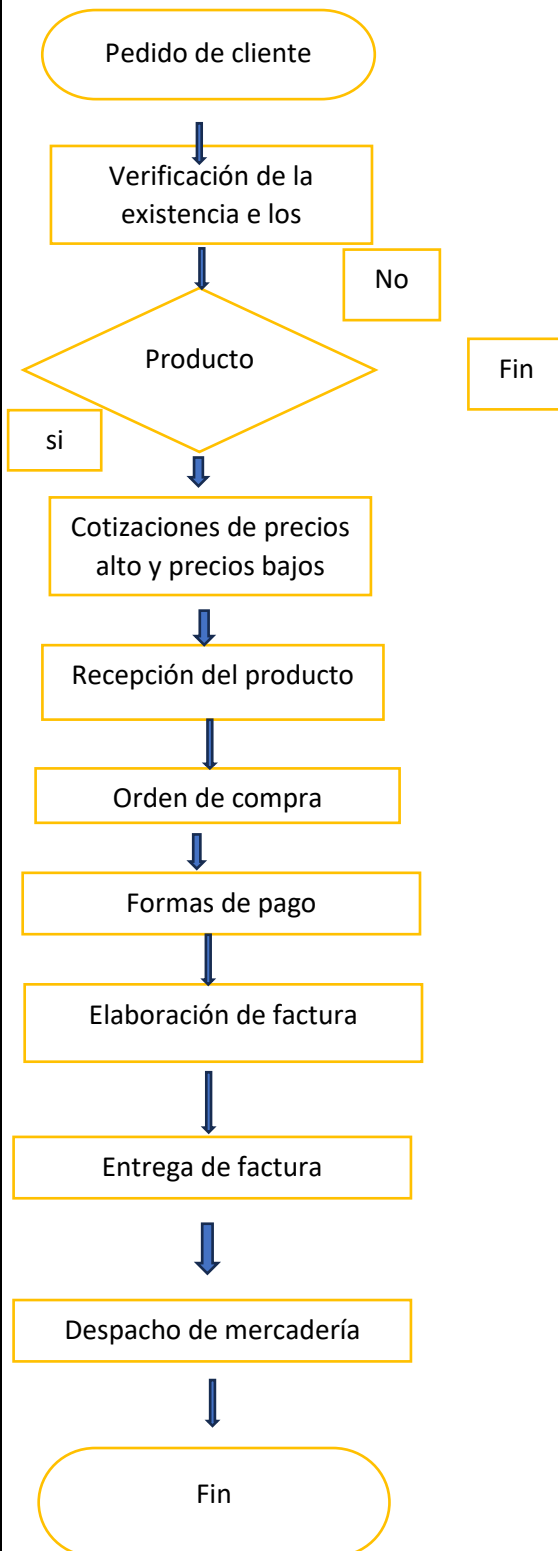 Pedido de cliente
Verificación de la
existencia e los
No
Producto
Fin
si
Cotizaciones de precios
alto y precios bajos
Recepción del producto
Orden de compra
Formas de pago
Elaboración de factura
Entrega de factura
Despacho de mercadería
Fin